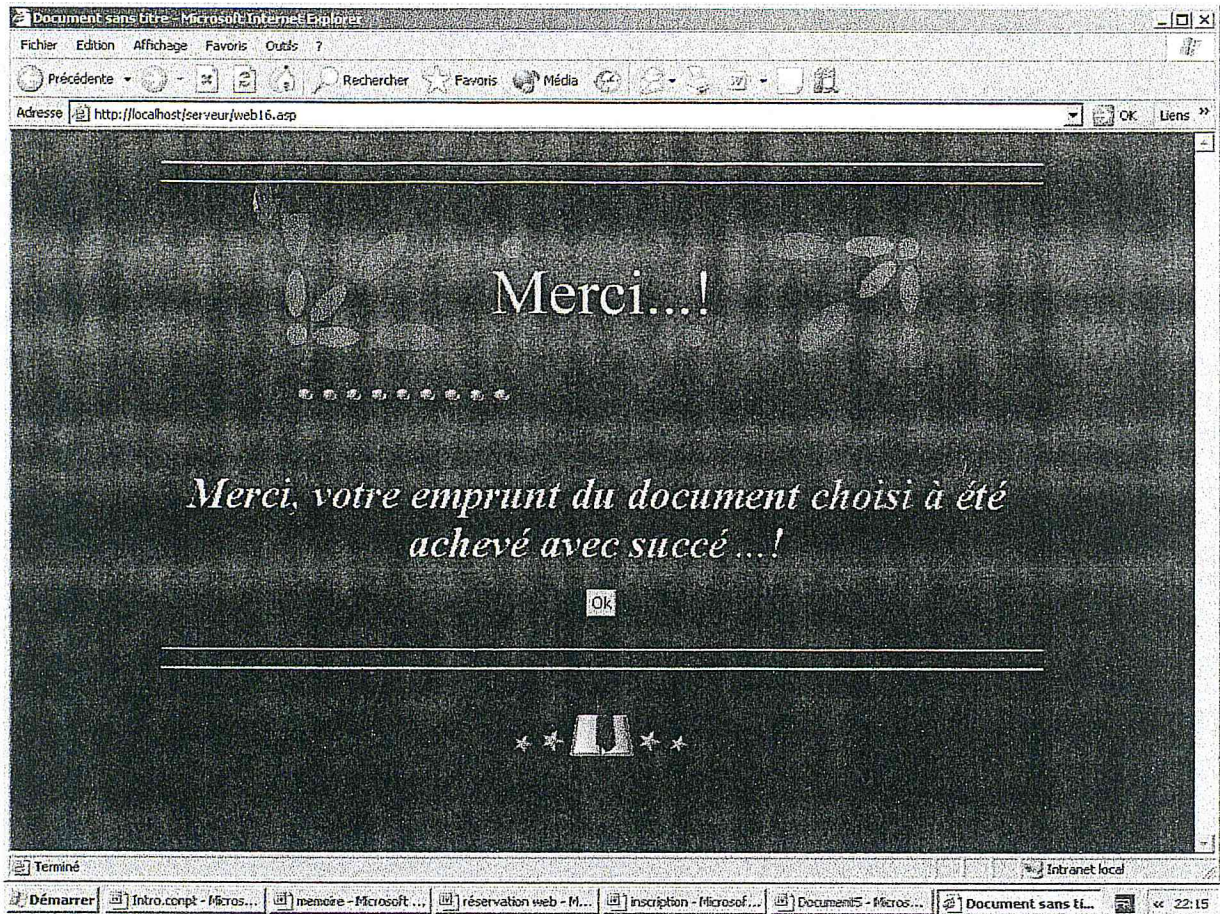 Document sans titre - Microsoft Internet Explorer
Fichier Edition Affichage Favoris Outils ?
Précédente Rechercher Favoris Média
Adresse http://localhost/serveur/web16.asp OK Liens »
Merci...!
Merci, votre emprunt du document choisi à été
achevé avec succé ...!
Ok
Terminé Intranet local
Démarrer Intro.conpt - Micros... memoire - Microsoft ... réservation web - M... inscription - Microsof... Document5 - Micros... Document sans ti... « 22:15